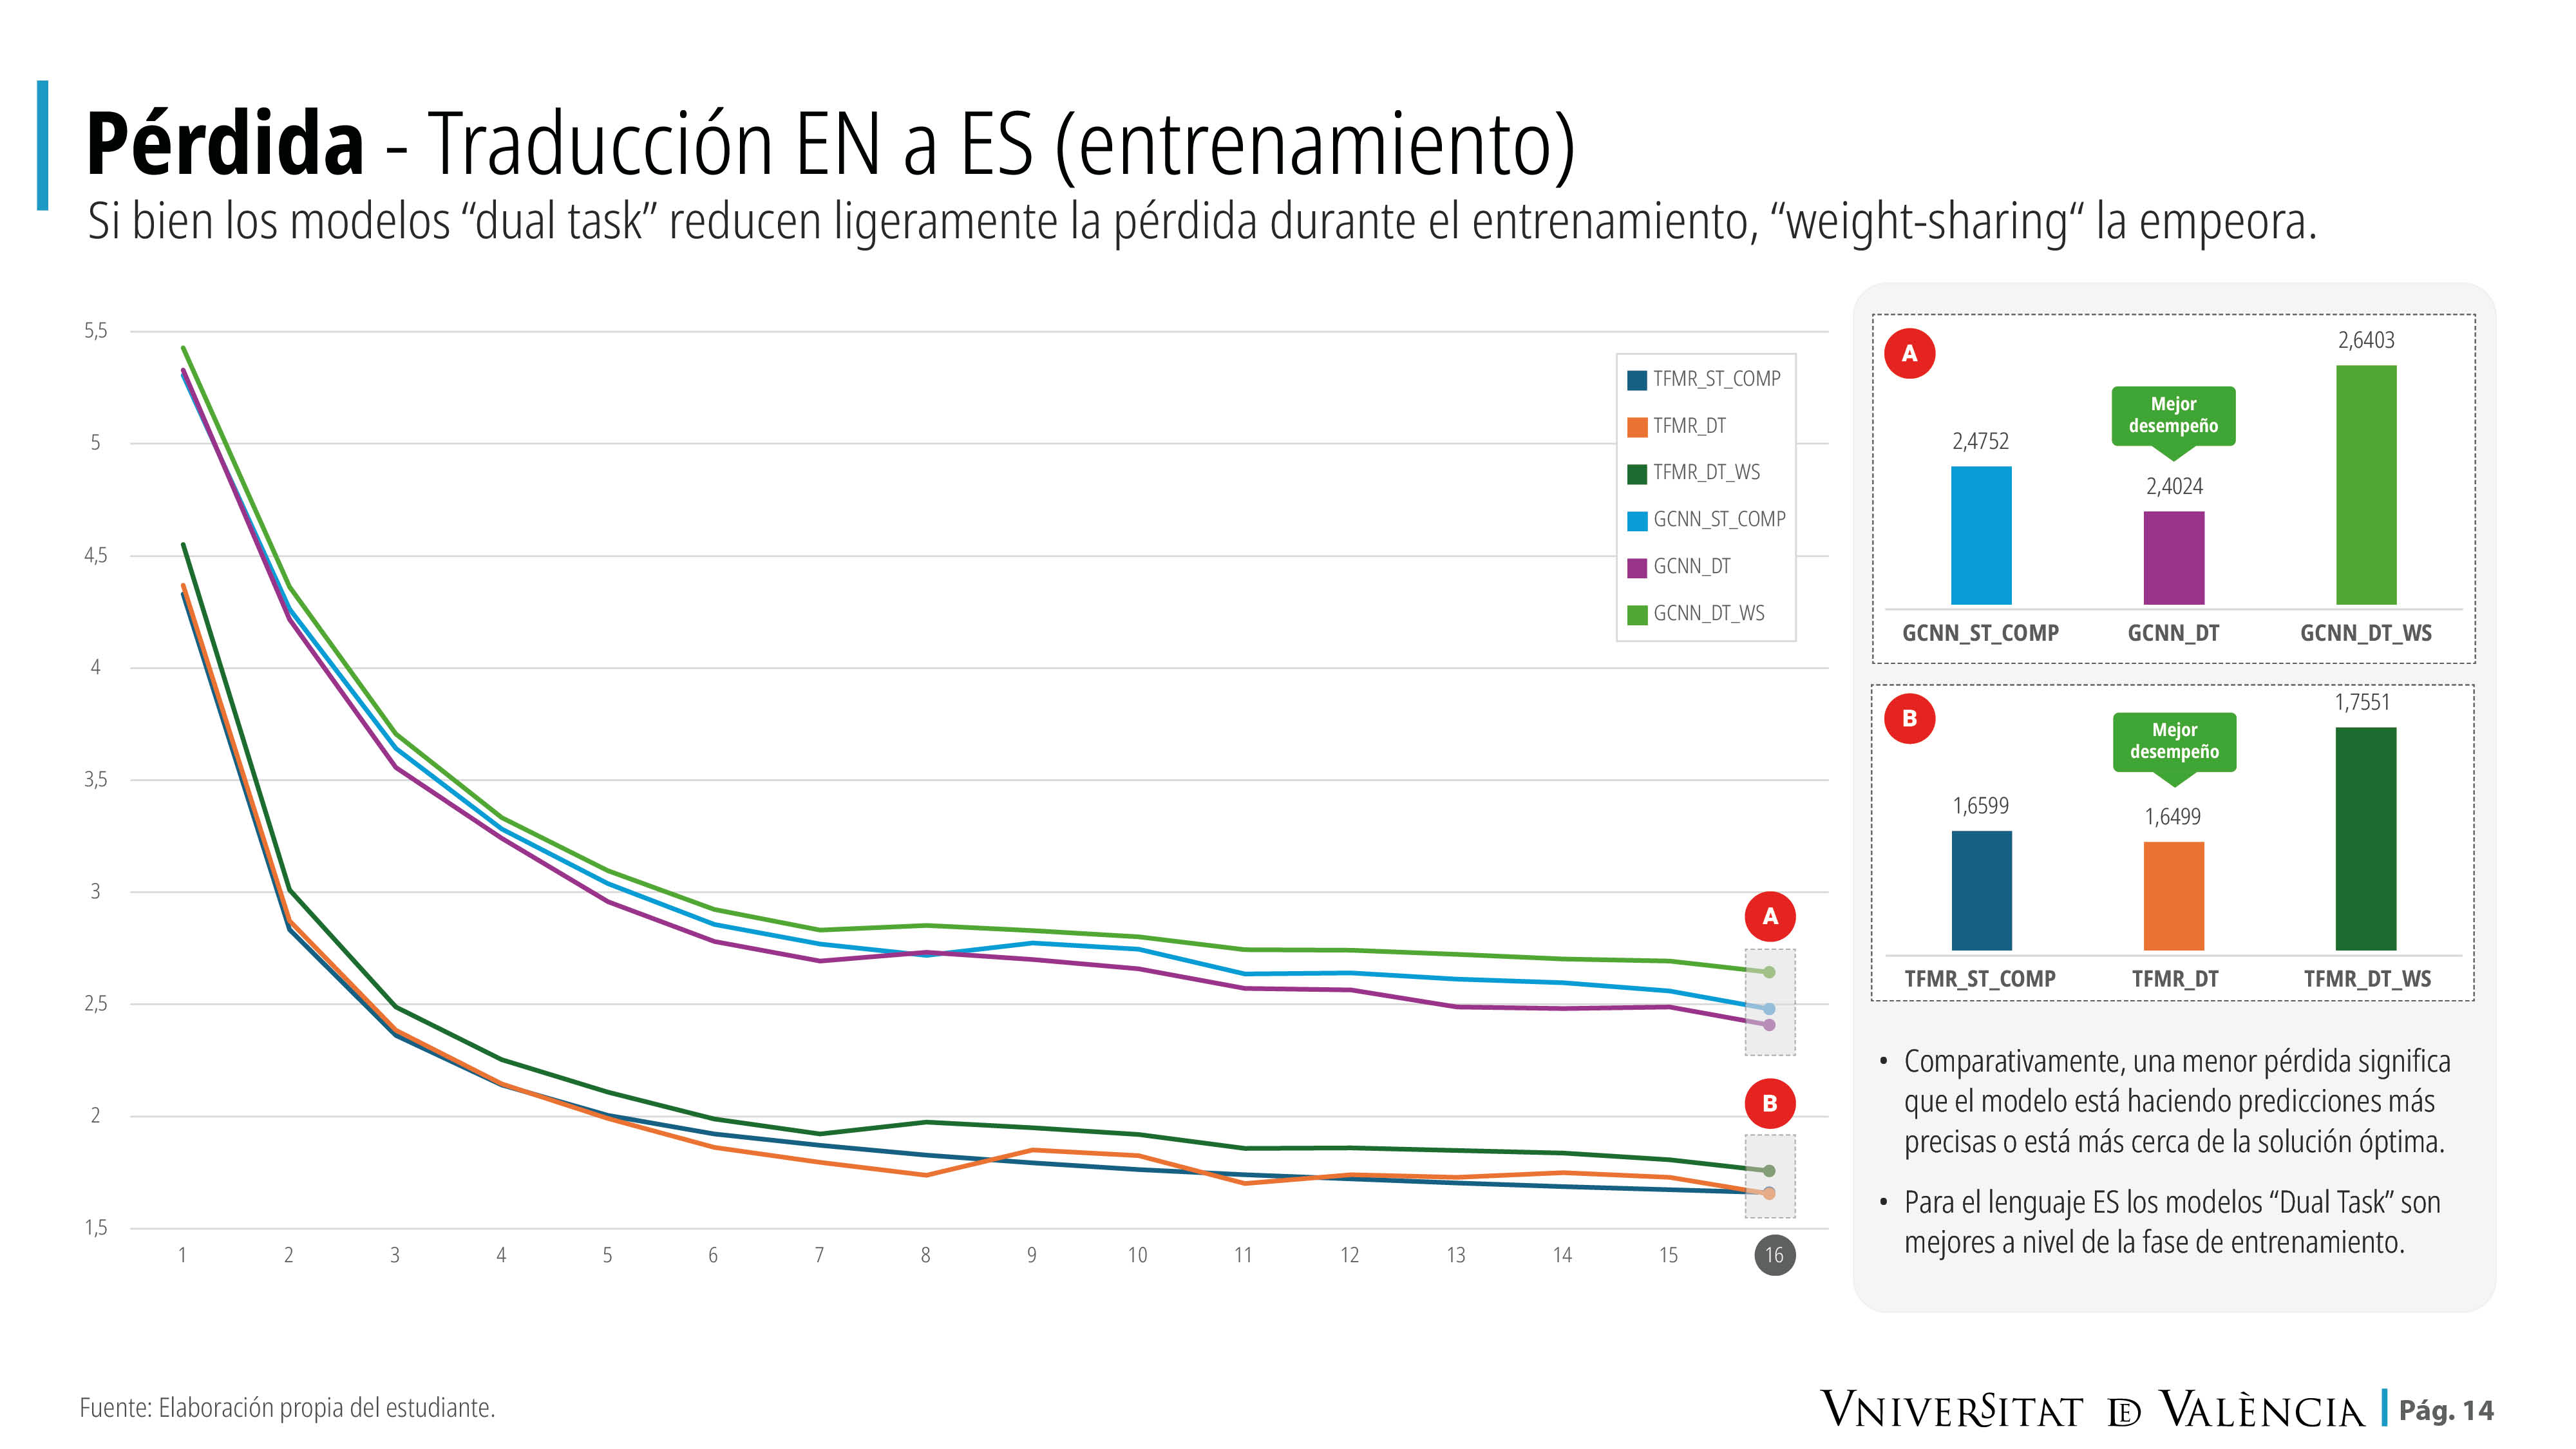 Pérdida - Traducción EN a ES (entrenamiento)
Si bien los modelos “dual task” reducen ligeramente la pérdida durante el entrenamiento, “weight-sharing“ la empeora.
5,5
5
4,5
4
3,5
3
2,5
2
1,5
1 2 3 4 5 6 7 8 9 10 11 12 13 14 15 16
TFMR_ST_COMP
TFMR_DT
TFMR_DT_WS
GCNN_ST_COMP
GCNN_DT
GCNN_DT_WS
A
B
A
2,4752
Mejor
desempeño
2,4024
2,6403
GCNN_ST_COMP GCNN_DT GCNN_DT_WS
B
1,6599
Mejor
desempeño
1,6499
1,7551
TFMR_ST_COMP TFMR_DT TFMR_DT_WS
• Comparativamente, una menor pérdida significa
que el modelo está haciendo predicciones más
precisas o está más cerca de la solución óptima.
• Para el lenguaje ES los modelos “Dual Task” son
mejores a nivel de la fase de entrenamiento.
Fuente: Elaboración propia del estudiante.
VNIVERSITAT DE VALÈNCIA
Pág. 14